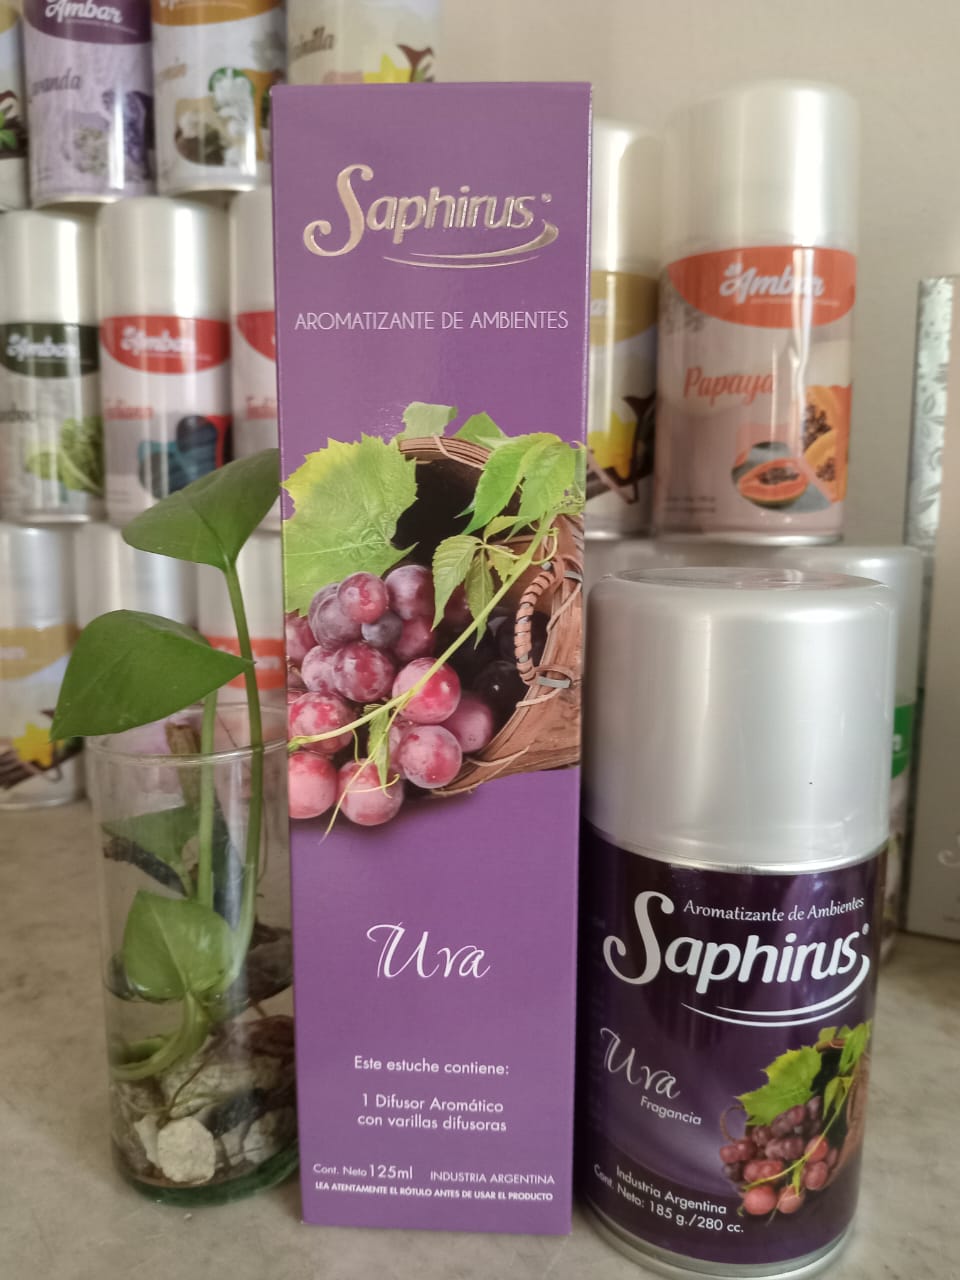 Ambar
Ambar
Papaya
Ambar
Ambar
Saphirus
AROMATIZANTE DE AMBIENTES
Uva
Este estuche contiene:
1 Difusor Aromático
con varillas difusoras
Cont. Neto 125ml INDUSTRIA ARGENTINA
LEA ATENTAMENTE EL RÓTULO ANTES DE USAR EL PRODUCTO
Aromatizante de Ambientes
Saphirus
Uva
Fragancia
Industria Argentina
Cont. Neto: 185 g./280 cc.